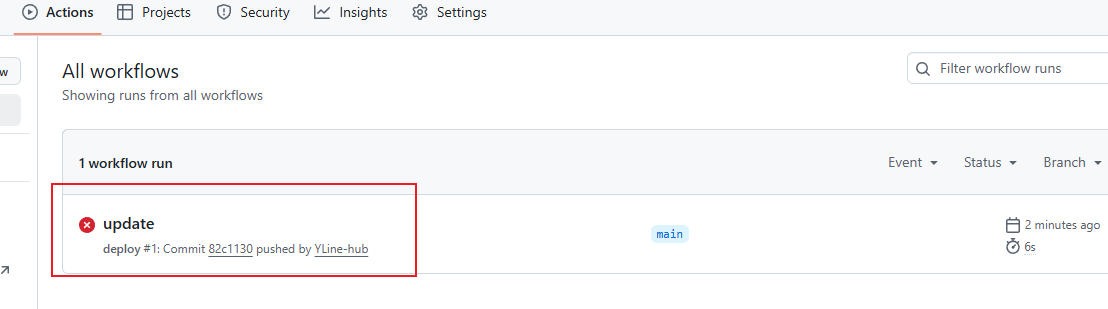 Actions Projects Security Insights Settings
w
All workflows
Filter workflow runs
Showing runs from all workflows
1 workflow run Event Status Branch
update
main
2 minutes ago
deploy #1: Commit 82c1130 pushed by YLine-hub
6s